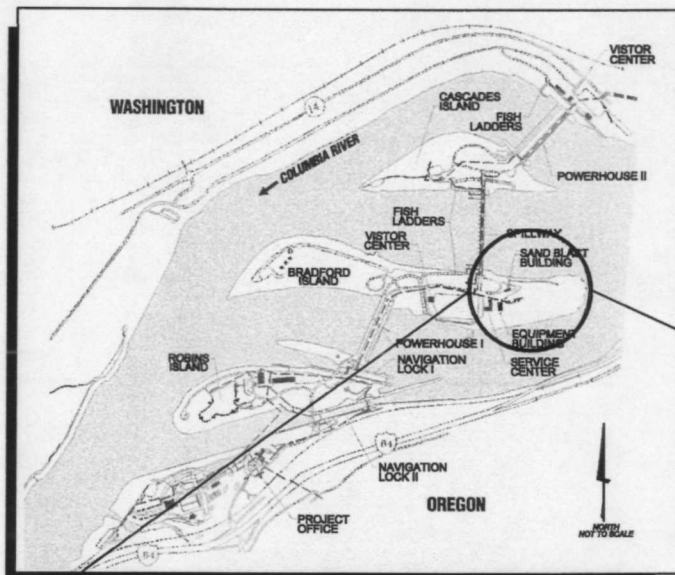 VISTOR
CENTER
WASHINGTON
14
CASCADES
ISLAND
FISH
LADDERS
COLUMBIA RIVER
POWERHOUSE II
FISH
LADDERS
VISTOR
CENTER
SPILLWAY
SAND BLAST
BUILDING
BRADFORD
ISLAND
POWERHOUSE I
EQUIPMENT
BUILDING
NAVIGATION
LOCK I
SERVICE
CENTER
ROBINS
ISLAND
84
NAVIGATION
LOCK II
OREGON
PROJECT
OFFICE
84
NORTH
NOT TO SCALE